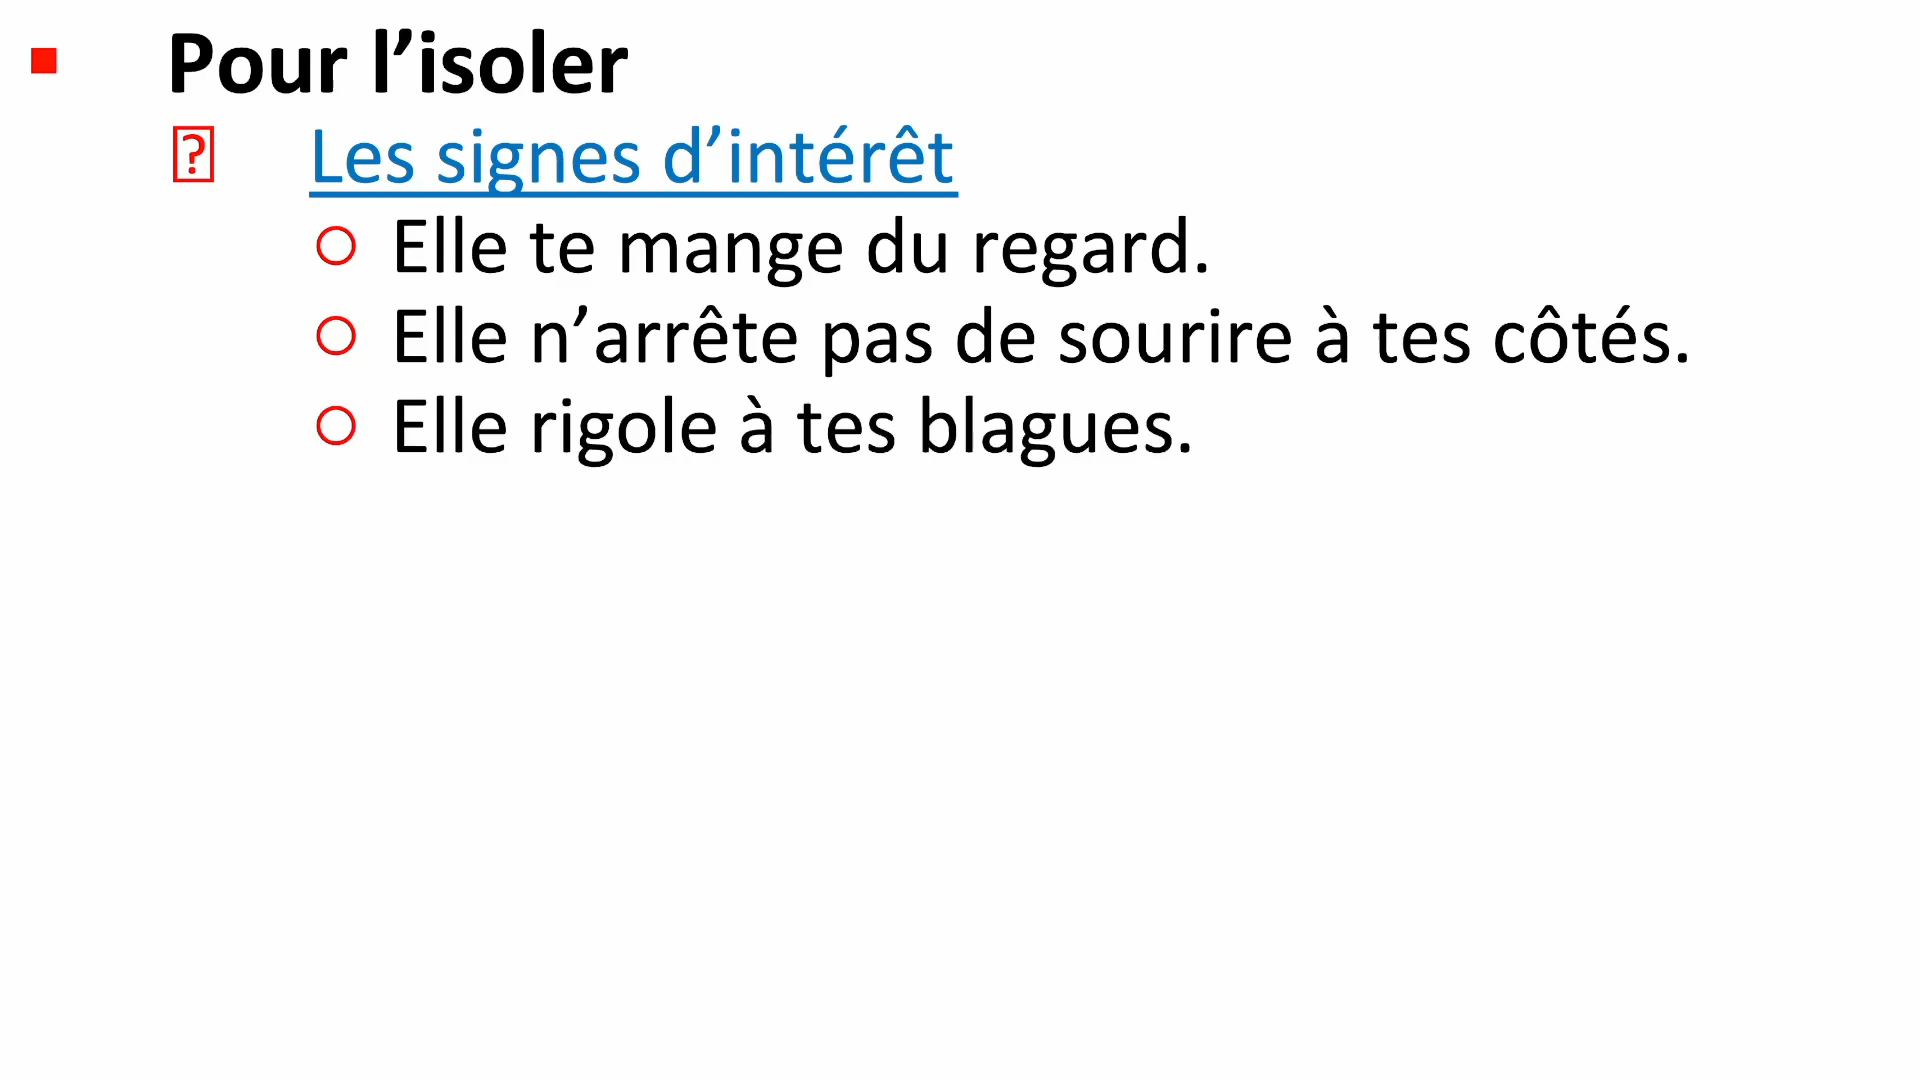 Pour l’isoler
Les signes d’intérêt
Elle te mange du regard.
Elle n’arrête pas de sourire à tes côtés.
Elle rigole à tes blagues.